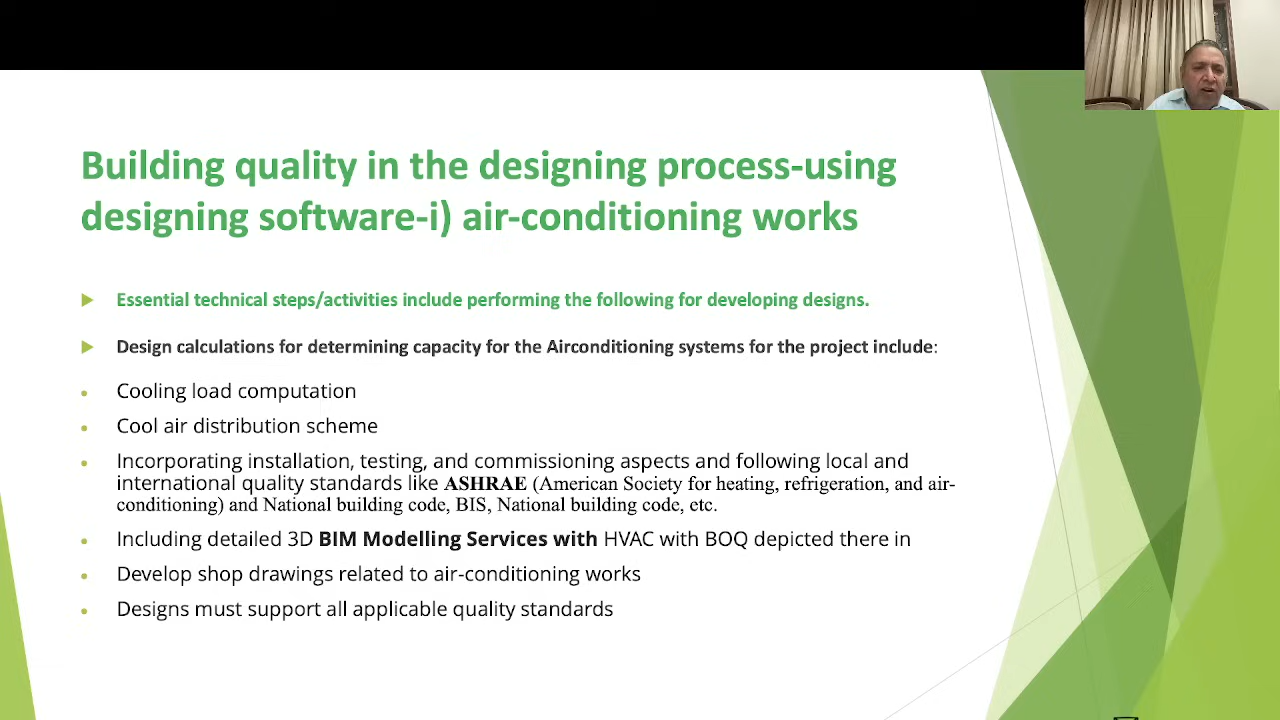 Building quality in the designing process-using
designing software-i) air-conditioning works
Essential technical steps/activities include performing the following for developing designs.
Design calculations for determining capacity for the Airconditioning systems for the project include:
Cooling load computation
Cool air distribution scheme
Incorporating installation, testing, and commissioning aspects and following local and
international quality standards like ASHRAE (American Society for heating, refrigeration, and air-
conditioning) and National building code, BIS, National building code, etc.
Including detailed 3D BIM Modelling Services with HVAC with BOQ depicted there in
Develop shop drawings related to air-conditioning works
Designs must support all applicable quality standards